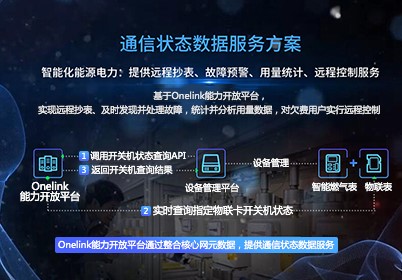 通信状态数据服务方案
智能化能源电力：提供远程抄表、故障预警、用量统计、远程控制服务
基于Onelink能力开放平台，
实现远程抄表、及时发现并处理故障，统计并分析用量数据，对欠费用户实行远程控制
1 调用开关机状态查询API
3 返回开关机查询结果
设备管理
Onelink
能力开放平台
设备管理平台
智能燃气表
+
物联表
2 实时查询指定物联卡开关机状态
Onelink能力开放平台通过整合核心网元数据，提供通信状态数据服务